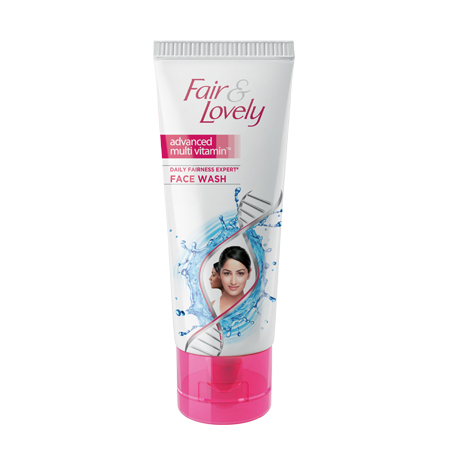 Fair &
Lovely
advanced
multi vitamin™
DAILY FAIRNESS EXPERT*
FACE WASH